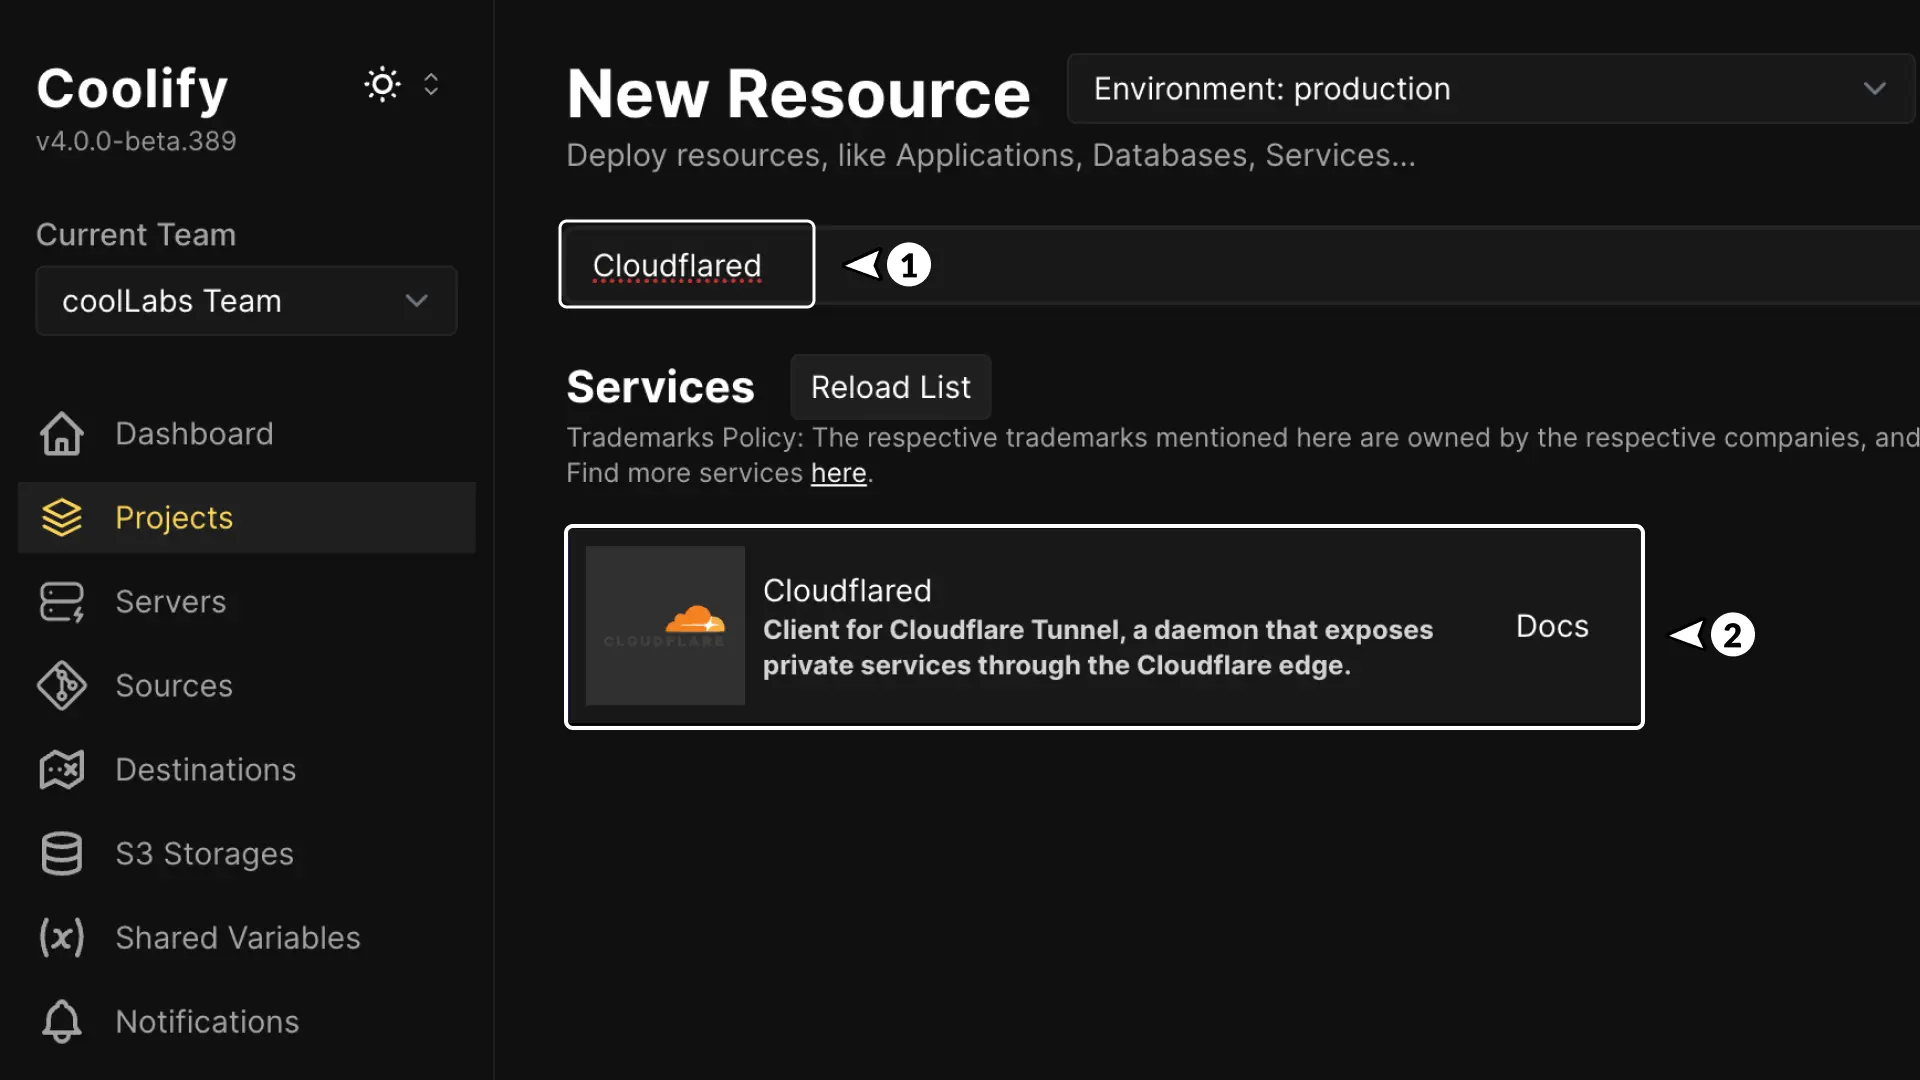 Coolify
v4.0.0-beta.389
Current Team
coolLabs Team
Dashboard
Projects
Servers
Sources
Destinations
S3 Storages
Shared Variables
Notifications
New Resource
Environment: production
Deploy resources, like Applications, Databases, Services...
Cloudflared
1
Services
Reload List
Trademarks Policy: The respective trademarks mentioned here are owned by the respective companies, and
Find more services here.
CLOUDFLARE
Cloudflared
Client for Cloudflare Tunnel, a daemon that exposes
private services through the Cloudflare edge.
Docs
2